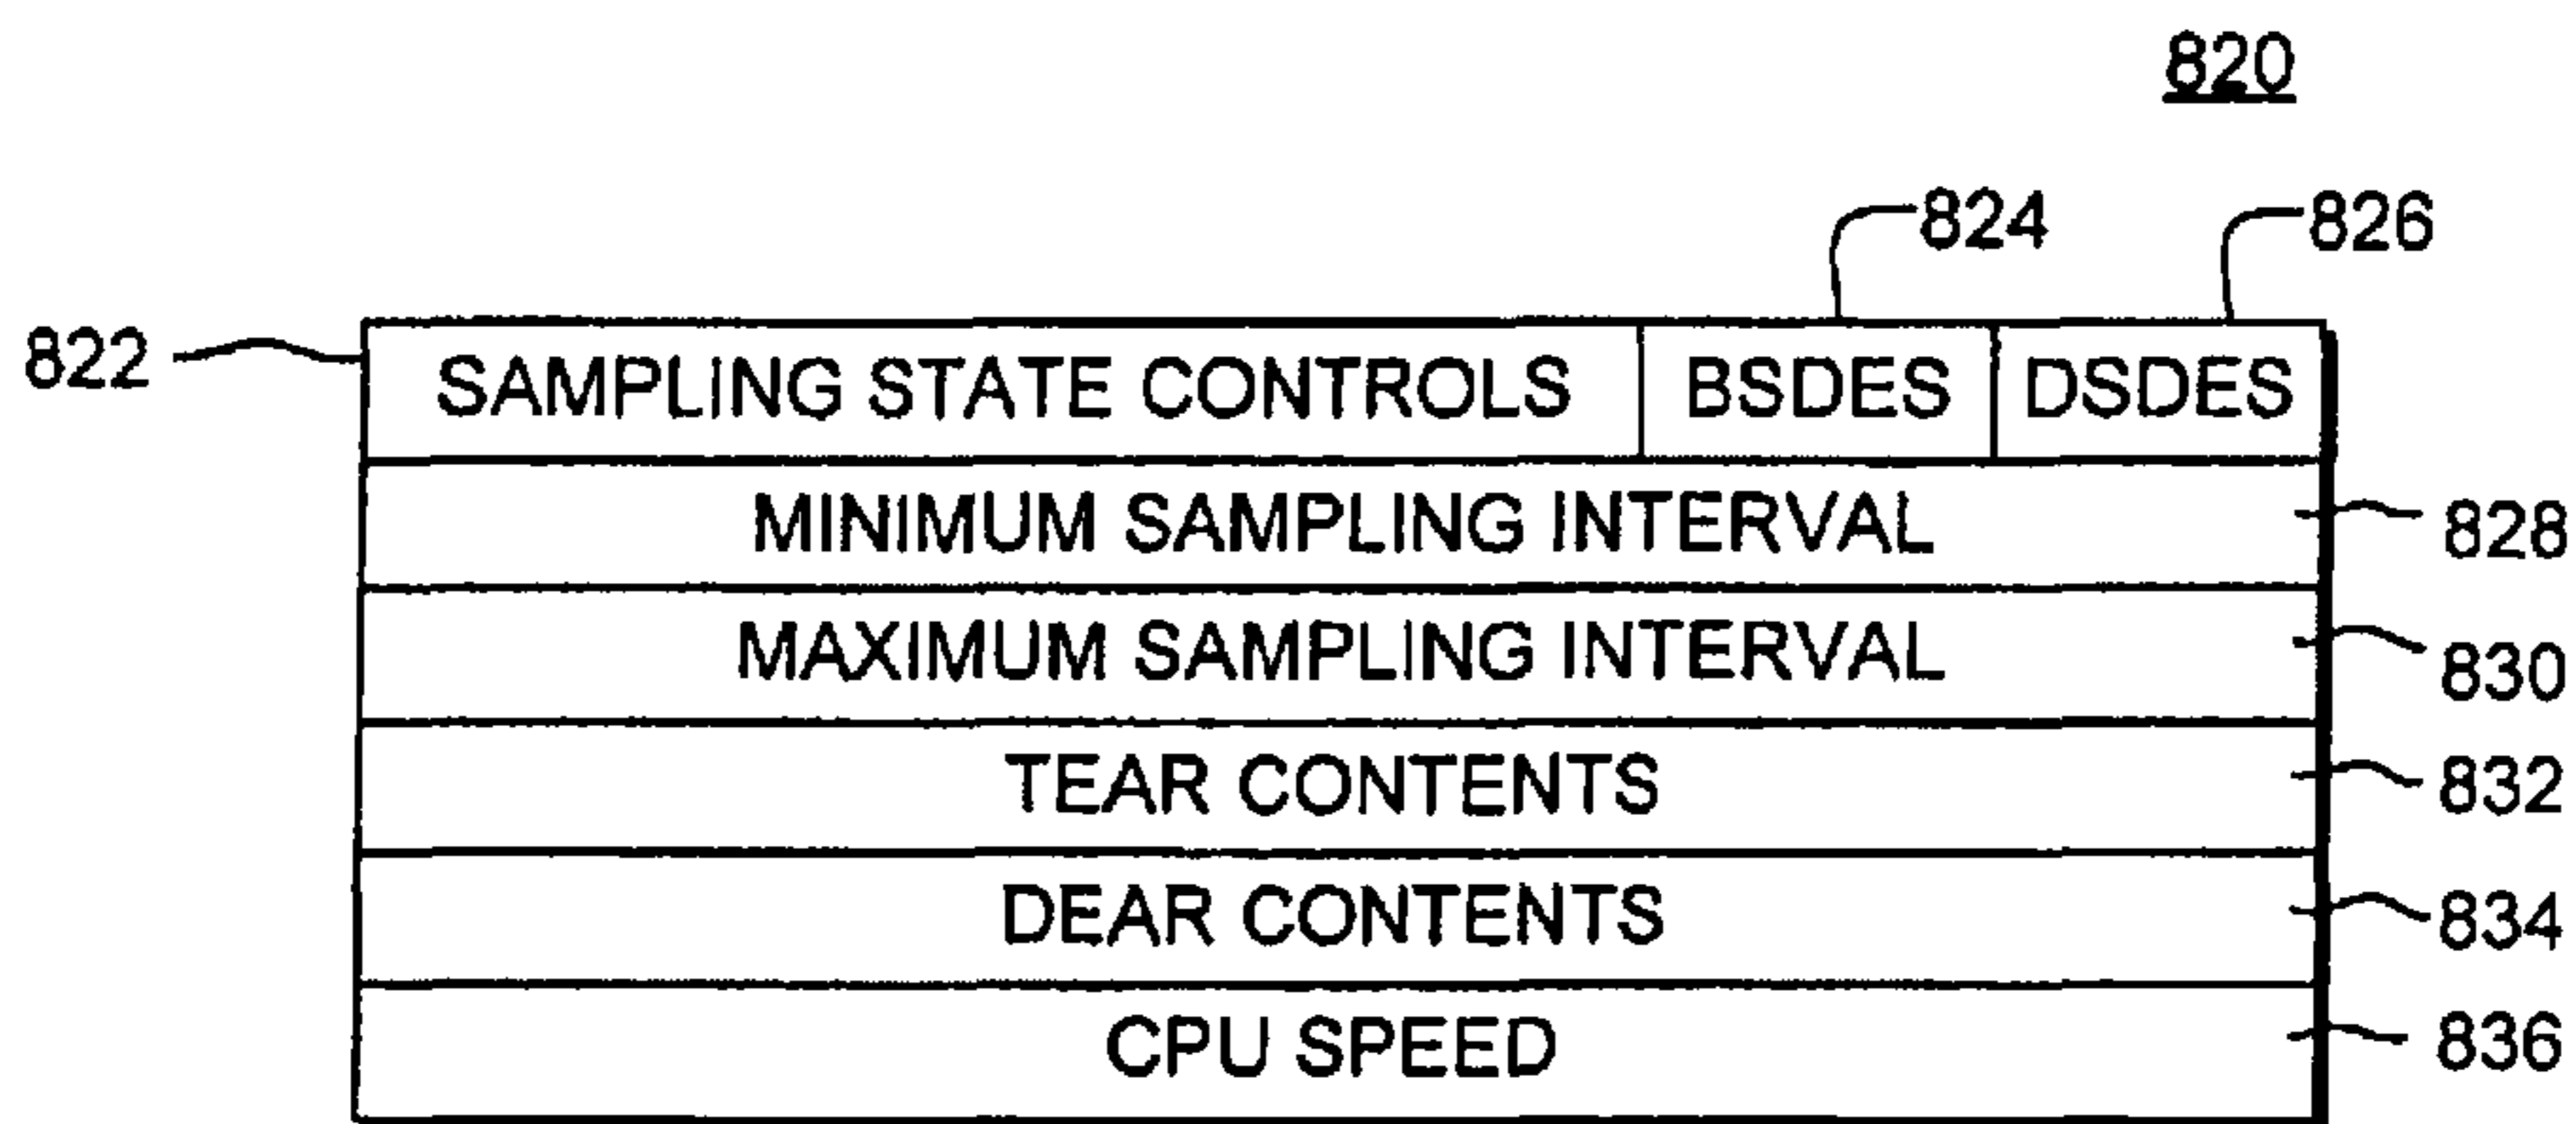 820
824
826
822
SAMPLING STATE CONTROLS BSDES DSDES
MINIMUM SAMPLING INTERVAL
828
MAXIMUM SAMPLING INTERVAL
830
TEAR CONTENTS
832
DEAR CONTENTS
834
CPU SPEED
836